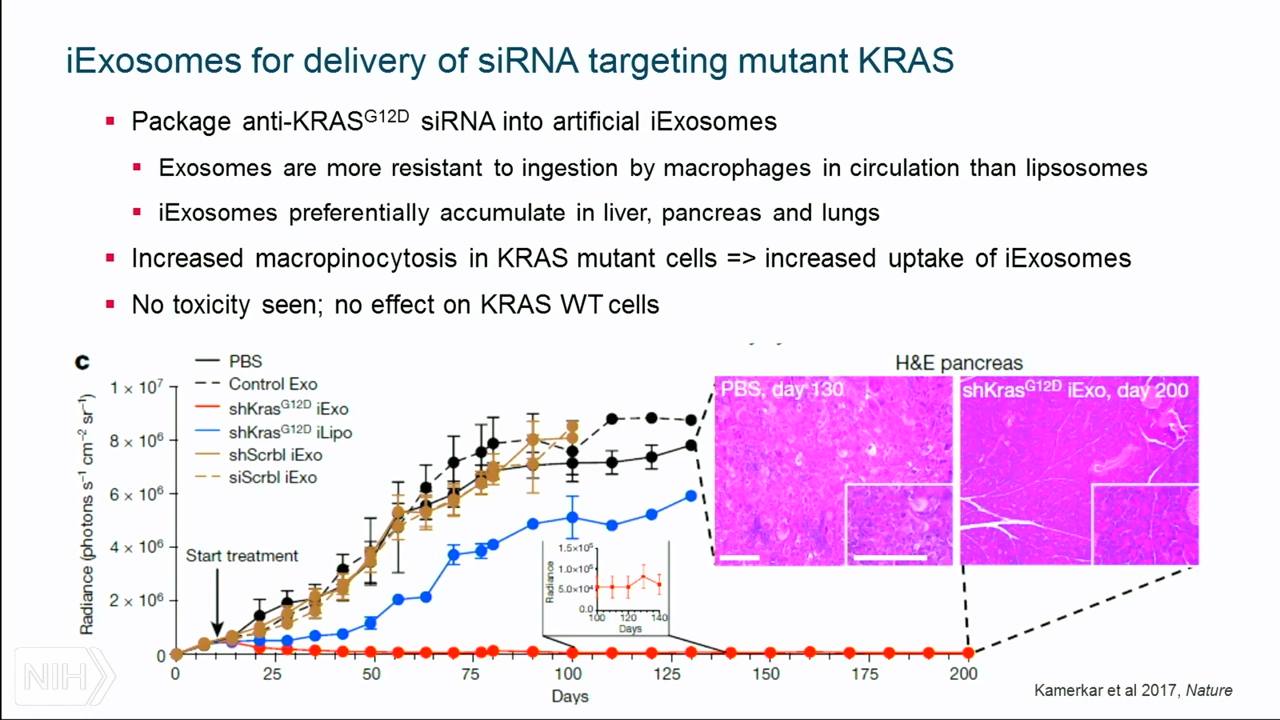 iExosomes for delivery of siRNA targeting mutant KRAS
Package anti-KRASG12D siRNA into artificial iExosomes
Exosomes are more resistant to ingestion by macrophages in circulation than lipsosomes
iExosomes preferentially accumulate in liver, pancreas and lungs
Increased macropinocytosis in KRAS mutant cells => increased uptake of iExosomes
No toxicity seen; no effect on KRAS WT cells
c
PBS
Control Exo
shKrasG12D iExo
shKrasG12D iLipo
shScrbl iExo
siScrbl iExo
Radiance (photons s⁻¹ cm⁻² sr⁻¹)
1 × 10⁷
8 × 10⁶
6 × 10⁶
4 × 10⁶
2 × 10⁶
0
Start treatment
0 25 50 75 100 125 150 175 200
Days
Radiance
1.5×10⁵
1.0×10⁵
5.0×10⁴
0.0
100 120 140
Days
H&E pancreas
PBS, day 130
shKrasG12D iExo, day 200
NIH
Kamerkar et al 2017, Nature